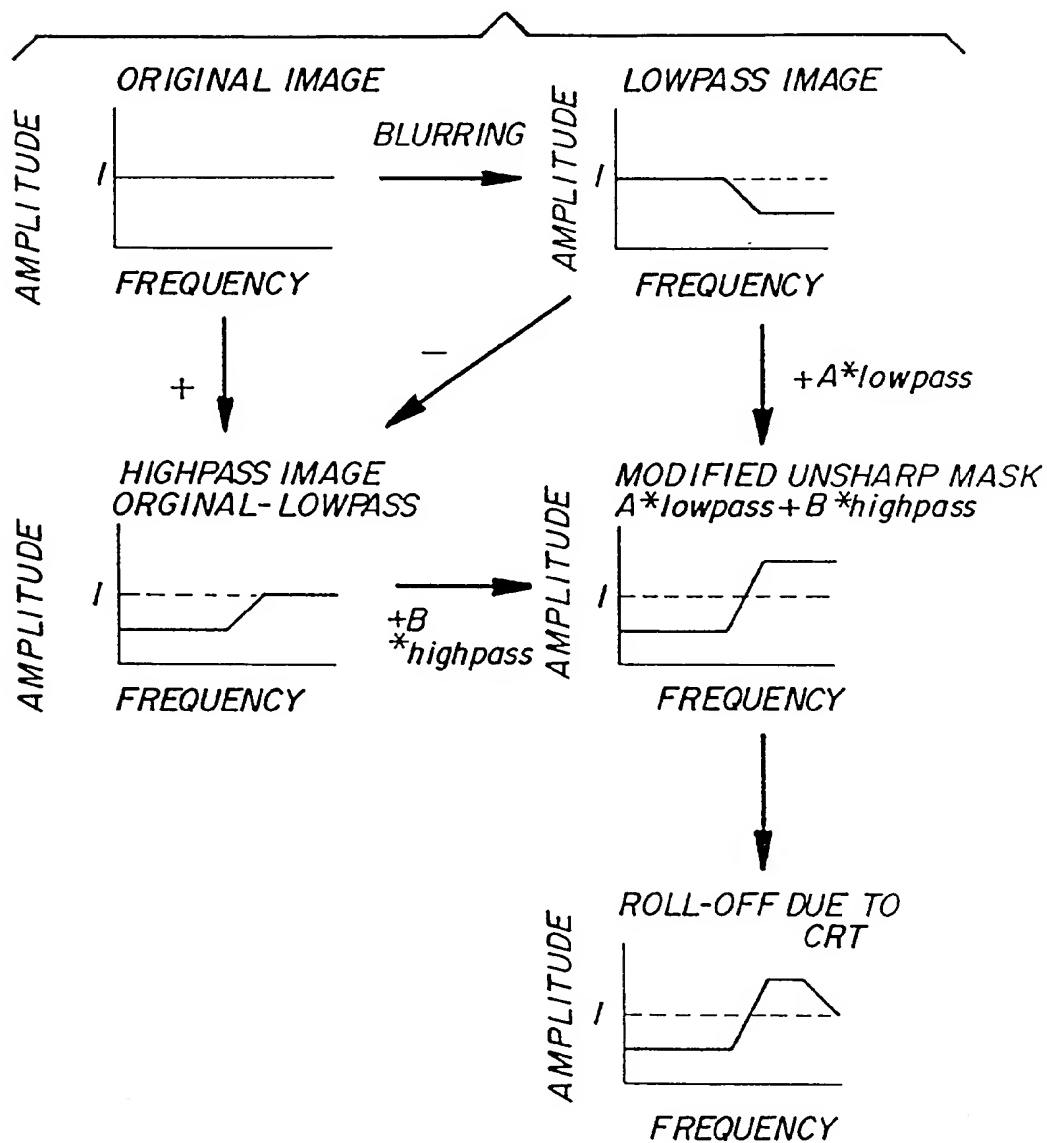 ORIGINAL IMAGE
AMPLITUDE
1
FREQUENCY
BLURRING
LOWPASS IMAGE
AMPLITUDE
1
FREQUENCY
+
−
+A*lowpass
HIGHPASS IMAGE
ORGINAL-LOWPASS
AMPLITUDE
1
FREQUENCY
+B
*highpass
MODIFIED UNSHARP MASK
A*lowpass+B*highpass
AMPLITUDE
1
FREQUENCY
ROLL-OFF DUE TO
CRT
AMPLITUDE
1
FREQUENCY